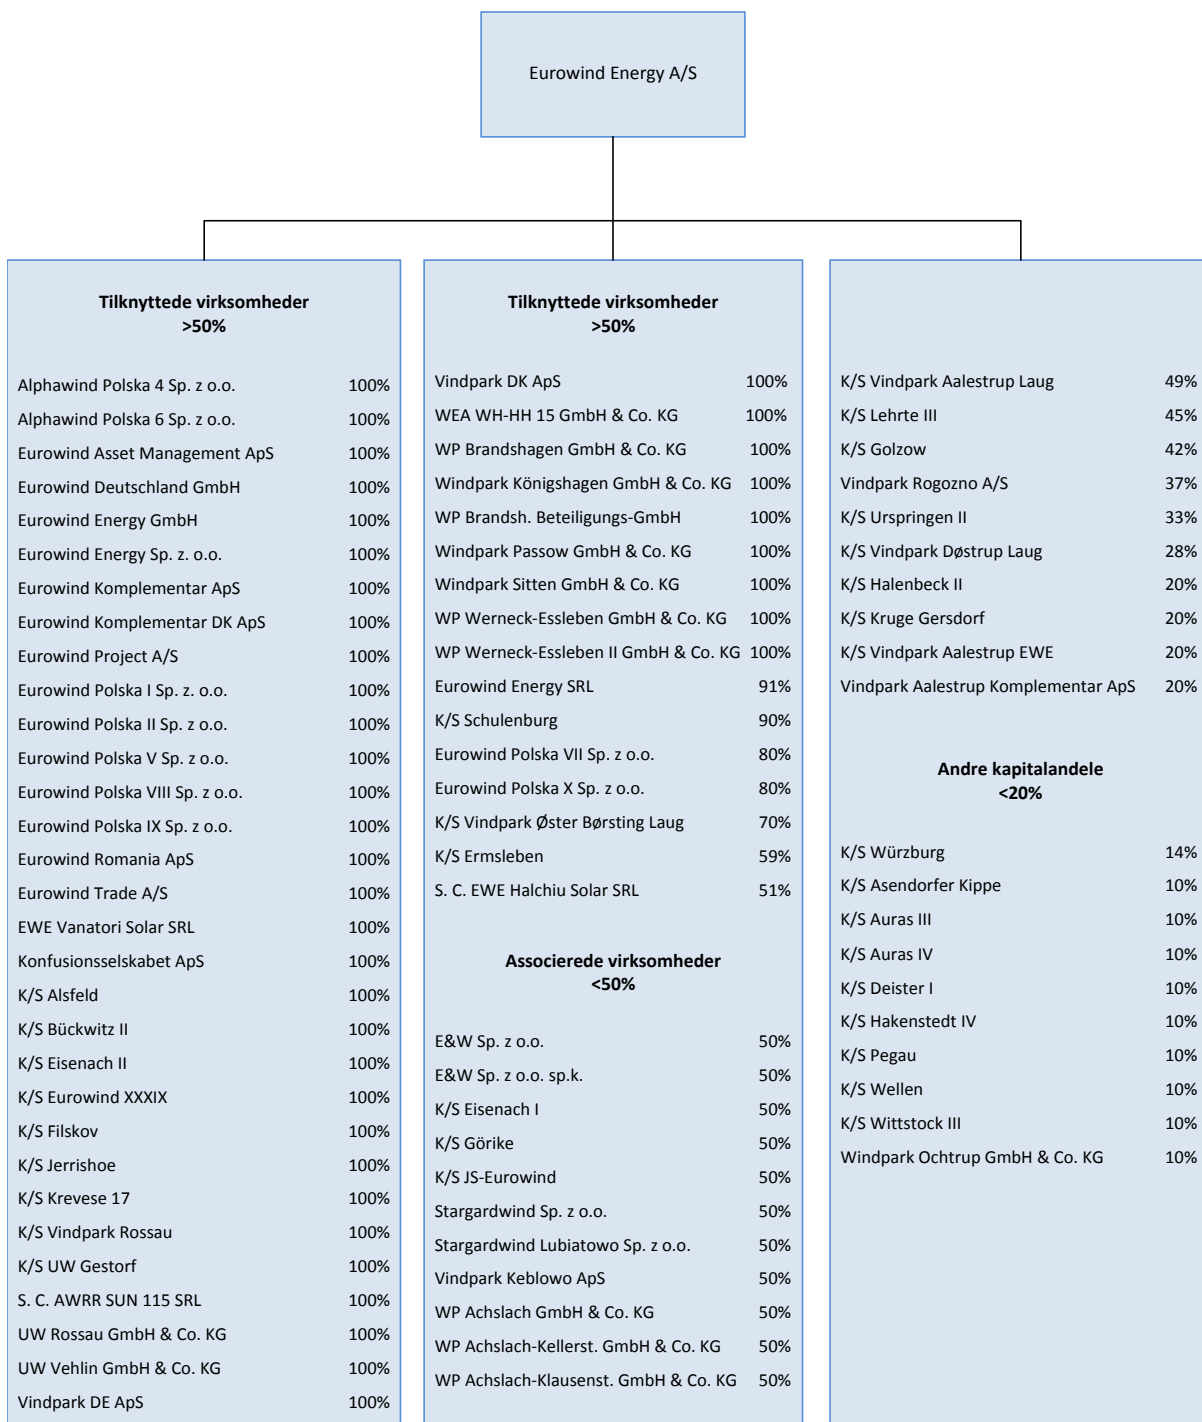 Eurowind Energy A/S
Tilknyttede virksomheder
>50%
Alphawind Polska 4 Sp. z o.o. 100%
Alphawind Polska 6 Sp. z o.o. 100%
Eurowind Asset Management ApS 100%
Eurowind Deutschland GmbH 100%
Eurowind Energy GmbH 100%
Eurowind Energy Sp. z. o.o. 100%
Eurowind Komplementar ApS 100%
Eurowind Komplementar DK ApS 100%
Eurowind Project A/S 100%
Eurowind Polska I Sp. z. o.o. 100%
Eurowind Polska II Sp. z o.o. 100%
Eurowind Polska V Sp. z o.o. 100%
Eurowind Polska VIII Sp. z o.o. 100%
Eurowind Polska IX Sp. z o.o. 100%
Eurowind Romania ApS 100%
Eurowind Trade A/S 100%
EWE Vanatori Solar SRL 100%
Konfusionsselskabet ApS 100%
K/S Alsfeld 100%
K/S Bückwitz II 100%
K/S Eisenach II 100%
K/S Eurowind XXXIX 100%
K/S Filskov 100%
K/S Jerrishoe 100%
K/S Krevese 17 100%
K/S Vindpark Rossau 100%
K/S UW Gestorf 100%
S. C. AWRR SUN 115 SRL 100%
UW Rossau GmbH & Co. KG 100%
UW Vehlin GmbH & Co. KG 100%
Vindpark DE ApS 100%
Tilknyttede virksomheder
>50%
Vindpark DK ApS 100%
WEA WH-HH 15 GmbH & Co. KG 100%
WP Brandshagen GmbH & Co. KG 100%
Windpark Königshagen GmbH & Co. KG 100%
WP Brandsh. Beteiligungs-GmbH 100%
Windpark Passow GmbH & Co. KG 100%
Windpark Sitten GmbH & Co. KG 100%
WP Werneck-Essleben GmbH & Co. KG 100%
WP Werneck-Essleben II GmbH & Co. KG 100%
Eurowind Energy SRL 91%
K/S Schulenburg 90%
Eurowind Polska VII Sp. z o.o. 80%
Eurowind Polska X Sp. z o.o. 80%
K/S Vindpark Øster Børsting Laug 70%
K/S Ermsleben 59%
S. C. EWE Halchiu Solar SRL 51%
Associerede virksomheder
<50%
E&W Sp. z o.o. 50%
E&W Sp. z o.o. sp.k. 50%
K/S Eisenach I 50%
K/S Görike 50%
K/S JS-Eurowind 50%
Stargardwind Sp. z o.o. 50%
Stargardwind Lubiatowo Sp. z o.o. 50%
Vindpark Keblowo ApS 50%
WP Achslach GmbH & Co. KG 50%
WP Achslach-Kellerst. GmbH & Co. KG 50%
WP Achslach-Klausenst. GmbH & Co. KG 50%
K/S Vindpark Aalestrup Laug 49%
K/S Lehrte III 45%
K/S Golzow 42%
Vindpark Rogozno A/S 37%
K/S Urspringen II 33%
K/S Vindpark Døstrup Laug 28%
K/S Halenbeck II 20%
K/S Kruge Gersdorf 20%
K/S Vindpark Aalestrup EWE 20%
Vindpark Aalestrup Komplementar ApS 20%
Andre kapitalandele
<20%
K/S Würzburg 14%
K/S Asendorfer Kippe 10%
K/S Auras III 10%
K/S Auras IV 10%
K/S Deister I 10%
K/S Hakenstedt IV 10%
K/S Pegau 10%
K/S Wellen 10%
K/S Wittstock III 10%
Windpark Ochtrup GmbH & Co. KG 10%